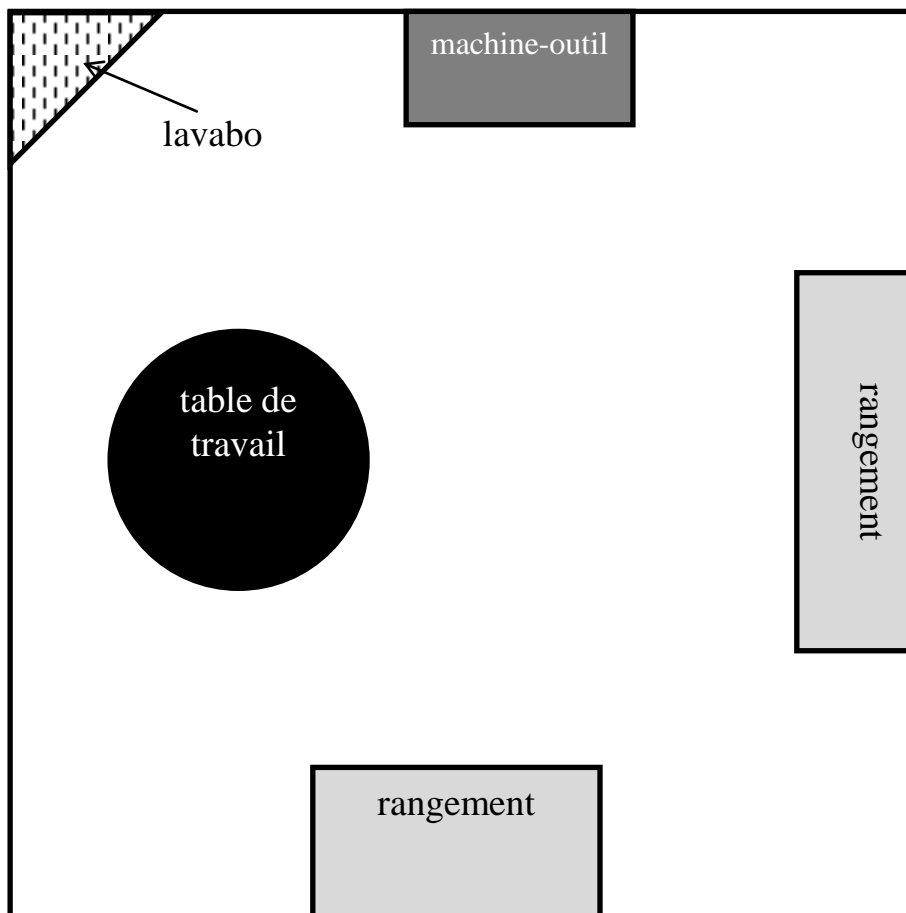 machine-outil
lavabo
table de
travail
rangement
rangement